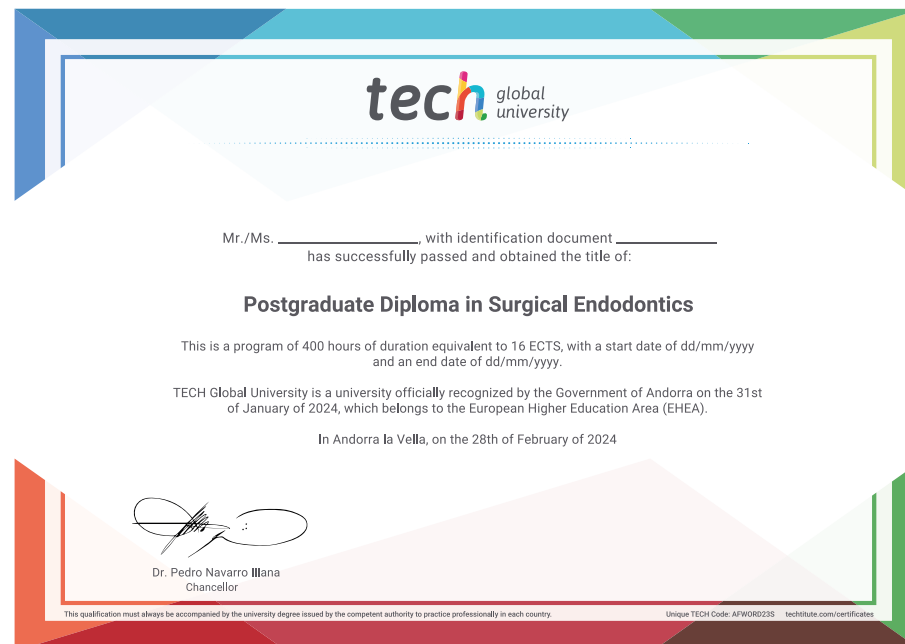 tech global university
Mr./Ms. ____________, with identification document ____________
has successfully passed and obtained the title of:
Postgraduate Diploma in Surgical Endodontics
This is a program of 400 hours of duration equivalent to 16 ECTS, with a start date of dd/mm/yyyy
and an end date of dd/mm/yyyy.
TECH Global University is a university officially recognized by the Government of Andorra on the 31st
of January of 2024, which belongs to the European Higher Education Area (EHEA).
In Andorra la Vella, on the 28th of February of 2024
Dr. Pedro Navarro Illana
Chancellor
This qualification must always be accompanied by the university degree issued by the competent authority to practice professionally in each country.
Unique TECH Code: AFWORD23S techtitute.com/certificates